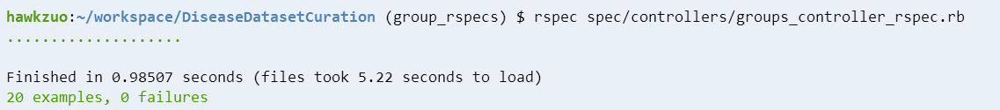 hawkzuo:~/workspace/DiseaseDatasetCuration (group_rspecs) $ rspec spec/controllers/groups_controller_rspec.rb
....................
Finished in 0.98507 seconds (files took 5.22 seconds to load)
20 examples, 0 failures